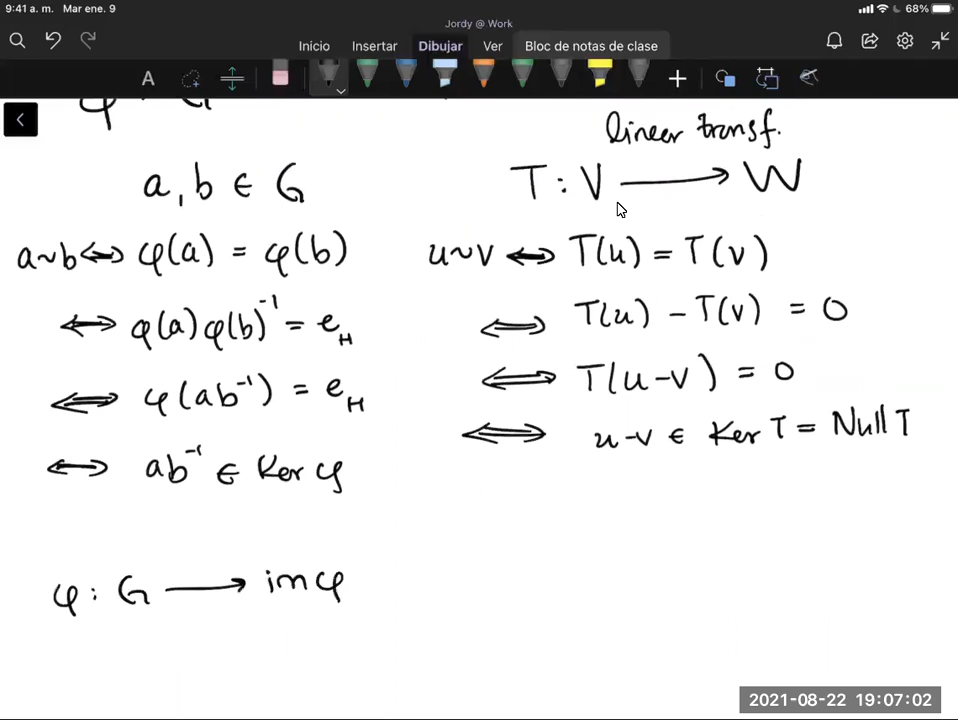 9:41 a. m. Mar ene. 9
68%
Jordy @ Work
Inicio Insertar Dibujar Ver Bloc de notas de clase
A
φ : G
linear transf.
a, b ∈ G
T : V ⟶ W
a∼b ⟺ φ(a) = φ(b)
u∼v ⟺ T(u) = T(v)
⟺ φ(a) φ(b)⁻¹ = e_H
⟺ T(u) − T(v) = 0
⟺ φ(ab⁻¹) = e_H
⟺ T(u−v) = 0
⟺ u−v ∈ Ker T = Null T
⟺ ab⁻¹ ∈ Ker φ
φ : G ⟶ im φ
2021-08-22 19:07:02